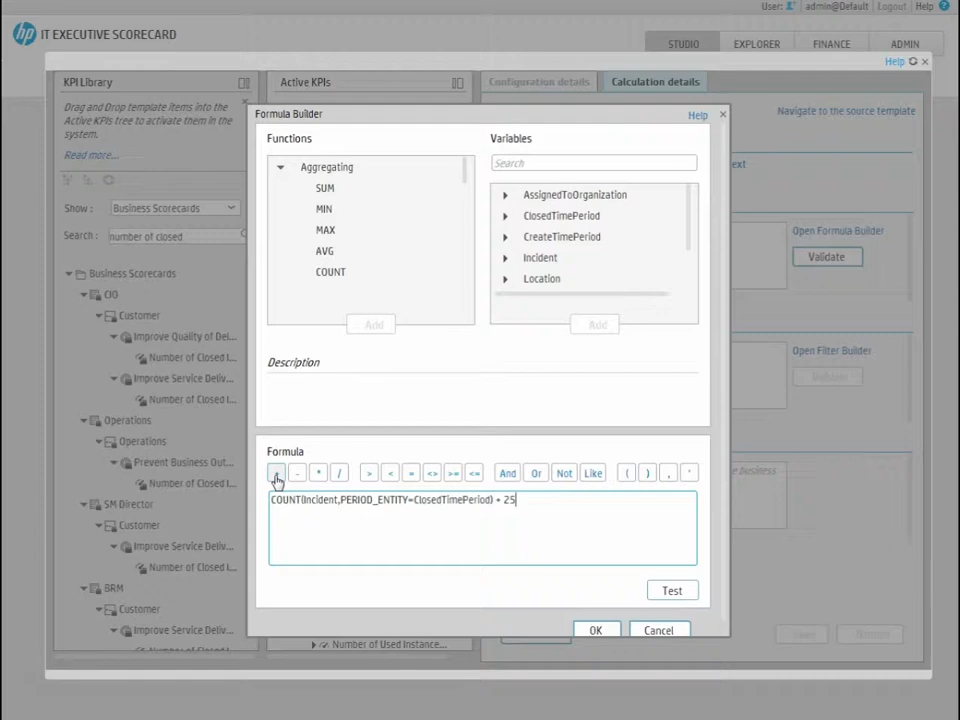 User: admin@Default Logout Help ?
hp IT EXECUTIVE SCORECARD
STUDIO EXPLORER FINANCE ADMIN
Help
KPI Library
Active KPIs
Configuration details
Calculation details
Drag and Drop template items into the
Active KPIs tree to activate them in the
system.
Read more...
Show : Business Scorecards
Search : number of closed
Business Scorecards
CIO
Customer
Improve Quality of Del...
Number of Closed I...
Improve Service Deliv...
Number of Closed I...
Operations
Operations
Prevent Business Out...
Number of Closed I...
SM Director
Customer
Improve Service Deliv...
Number of Closed I...
BRM
Customer
Improve Service Deliv...
Number of Used Instance...
Navigate to the source template
ext
Open Formula Builder
Validate
Open Filter Builder
Validate
e business
Formula Builder
Help
Functions
Aggregating
SUM
MIN
MAX
AVG
COUNT
Add
Variables
Search
AssignedToOrganization
ClosedTimePeriod
CreateTimePeriod
Incident
Location
Add
Description
Formula
- * / > < = <> >= <= And Or Not Like ( ) , '
COUNT(Incident,PERIOD_ENTITY=ClosedTimePeriod) + 25
Test
OK Cancel